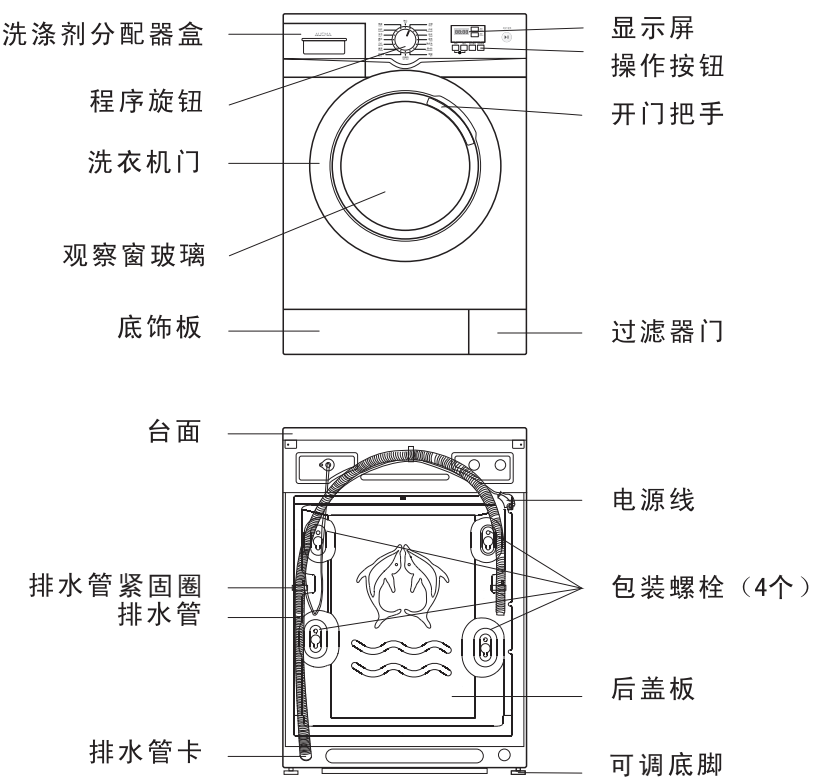 洗涤剂分配器盒
显示屏
操作按钮
程序旋钮
开门把手
洗衣机门
观察窗玻璃
底饰板
过滤器门
台面
电源线
排水管紧固圈
包装螺栓（4个）
排水管
后盖板
排水管卡
可调底脚